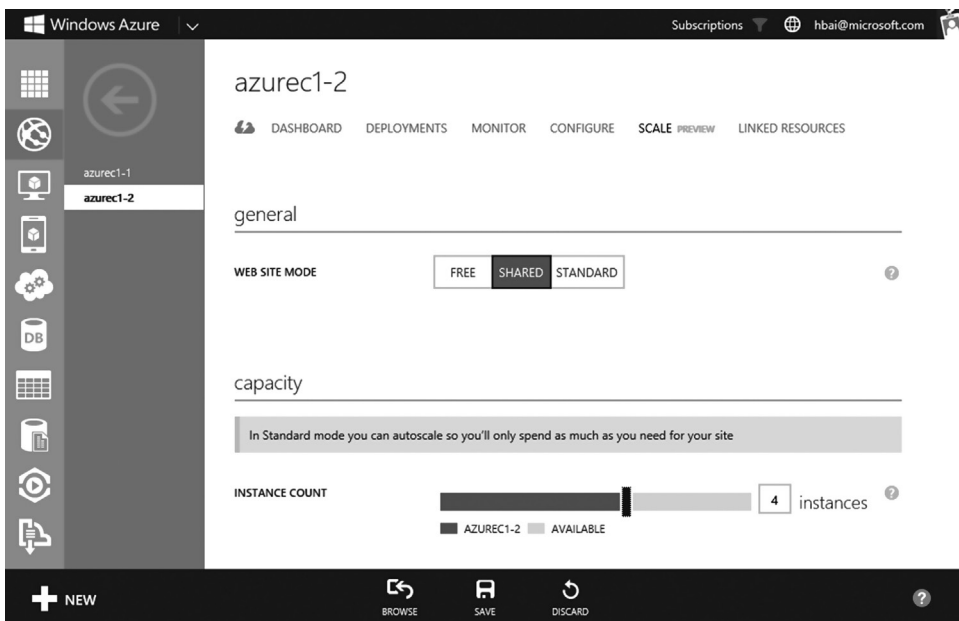 Windows Azure
Subscriptions hbai@microsoft.com
azurec1-1
azurec1-2
azurec1-2
DASHBOARD DEPLOYMENTS MONITOR CONFIGURE SCALE PREVIEW LINKED RESOURCES
general
WEB SITE MODE FREE SHARED STANDARD ?
capacity
In Standard mode you can autoscale so you'll only spend as much as you need for your site
INSTANCE COUNT 4 instances ?
AZUREC1-2 AVAILABLE
DB
NEW BROWSE SAVE DISCARD ?